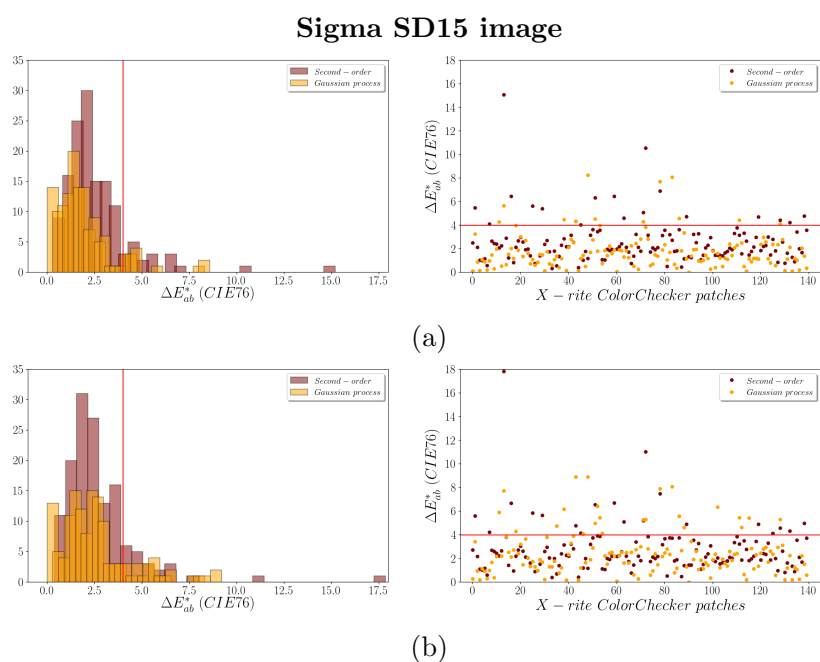 Sigma SD15 image
35
30
25
20
15
10
5
0
Second − order
Gaussian process
0.0 2.5 5.0 7.5 10.0 12.5 15.0 17.5
ΔE*ab (CIE76)
18
16
14
12
10
8
6
4
2
0
ΔE*ab (CIE76)
Second − order
Gaussian process
0 20 40 60 80 100 120 140
X − rite ColorChecker patches
(a)
35
30
25
20
15
10
5
0
Second − order
Gaussian process
0.0 2.5 5.0 7.5 10.0 12.5 15.0 17.5
ΔE*ab (CIE76)
18
16
14
12
10
8
6
4
2
0
ΔE*ab (CIE76)
Second − order
Gaussian process
0 20 40 60 80 100 120 140
X − rite ColorChecker patches
(b)